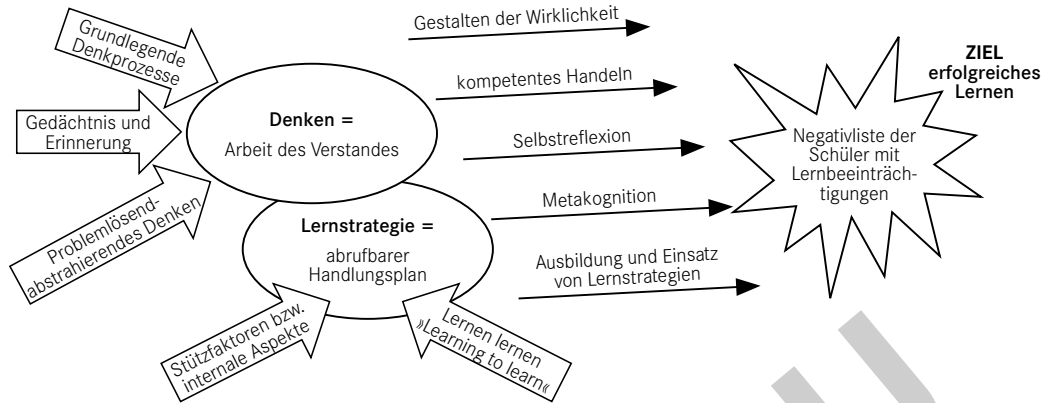 Grundlegende
Denkprozesse
Gedächtnis und
Erinnerung
Problemlösend-
abstrahierendes Denken
Denken =
Arbeit des Verstandes
Lernstrategie =
abrufbarer
Handlungsplan
Stützfaktoren bzw.
internale Aspekte
Lernen lernen
»Learning to learn«
Gestalten der Wirklichkeit
kompetentes Handeln
Selbstreflexion
Metakognition
Ausbildung und Einsatz
von Lernstrategien
ZIEL
erfolgreiches
Lernen
Negativliste der
Schüler mit
Lernbeeinträch-
tigungen